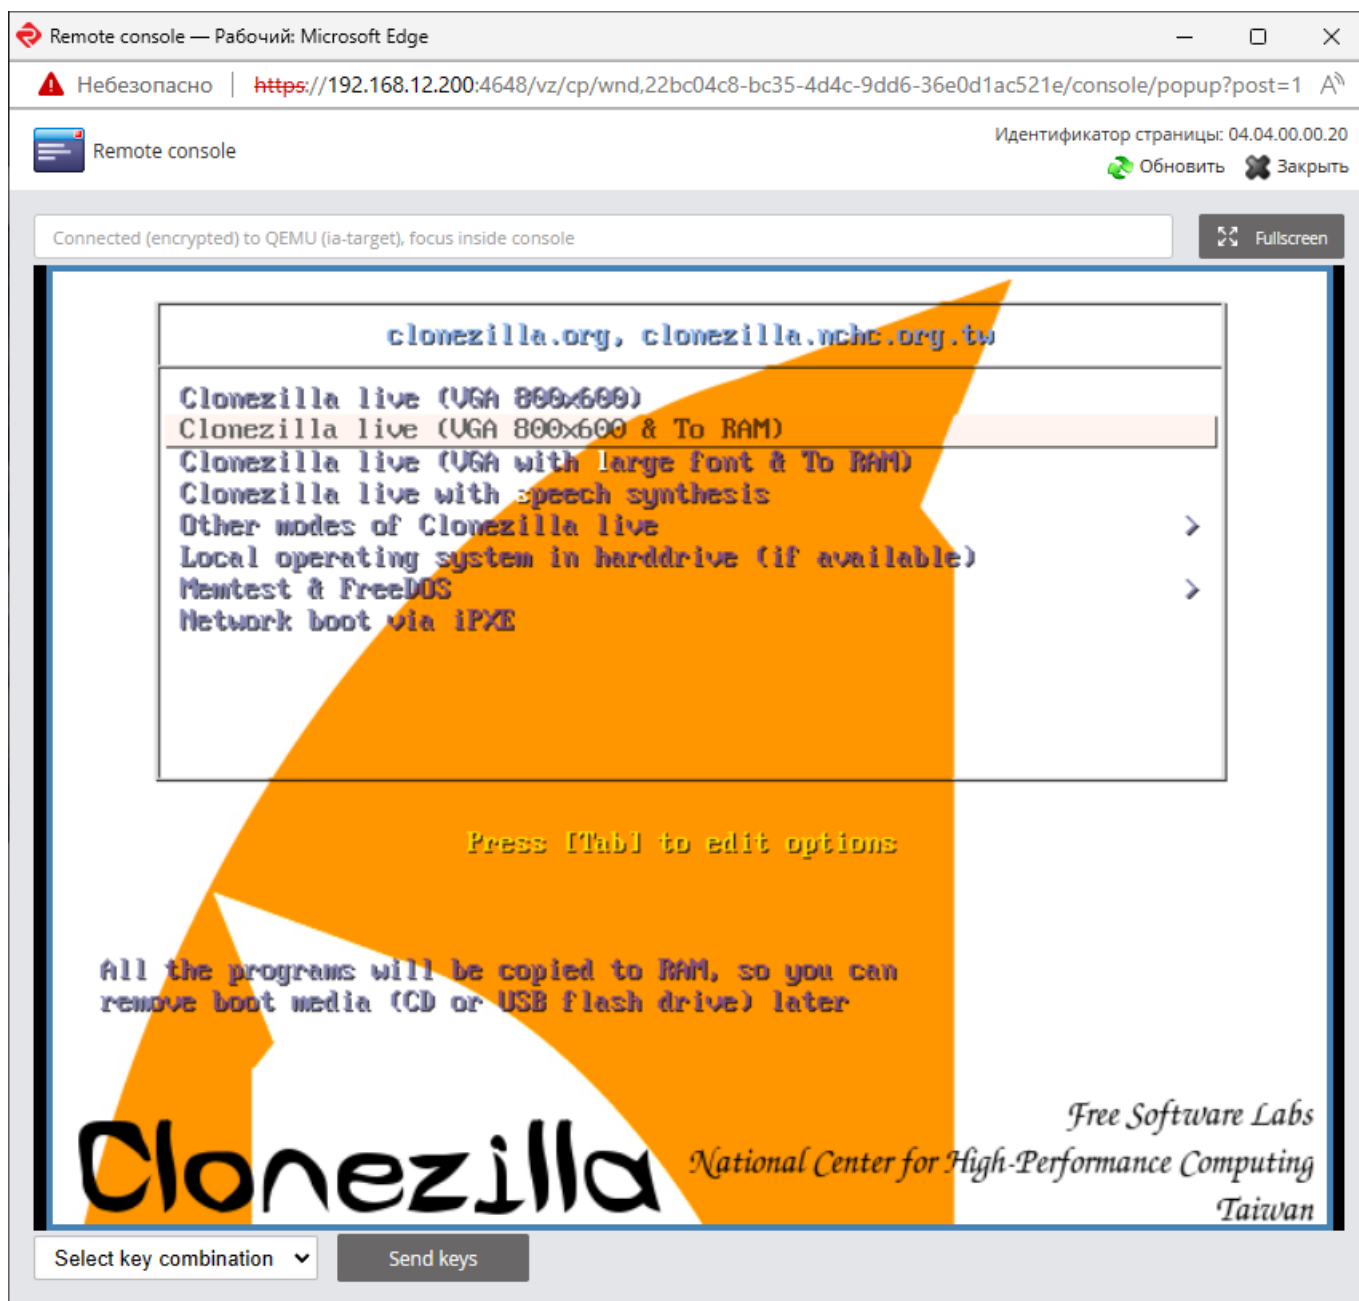 Remote console — Рабочий: Microsoft Edge
Небезопасно | https://192.168.12.200:4648/vz/cp/wnd,22bc04c8-bc35-4d4c-9dd6-36e0d1ac521e/console/popup?post=1
Remote console
Идентификатор страницы: 04.04.00.00.20
Обновить Закрыть
Connected (encrypted) to QEMU (ia-target), focus inside console
Fullscreen
clonezilla.org, clonezilla.nchc.org.tw
Clonezilla live (VGA 800x600)
Clonezilla live (VGA 800x600 & To RAM)
Clonezilla live (VGA with large font & To RAM)
Clonezilla live with speech synthesis
Other modes of Clonezilla live >
Local operating system in harddrive (if available)
Memtest & FreeDOS >
Network boot via iPXE
Press [Tab] to edit options
All the programs will be copied to RAM, so you can
remove boot media (CD or USB flash drive) later
Clonezilla
Free Software Labs
National Center for High-Performance Computing
Taiwan
Select key combination
Send keys